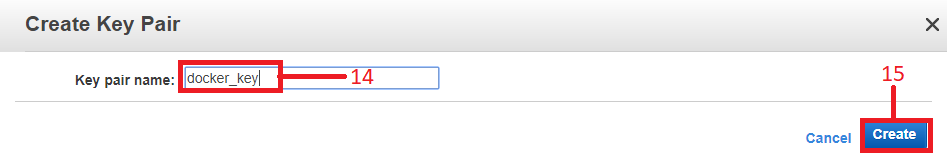 Create Key Pair ×
Key pair name: docker_key 14
15
Cancel Create